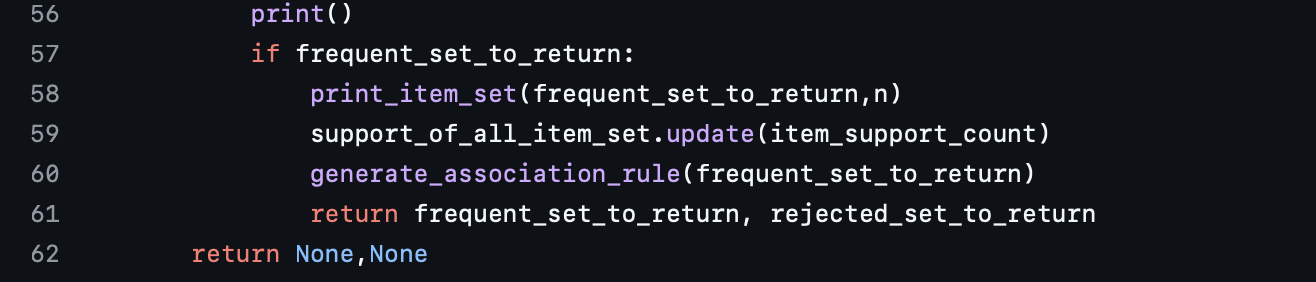 56 print()
57 if frequent_set_to_return:
58 print_item_set(frequent_set_to_return,n)
59 support_of_all_item_set.update(item_support_count)
60 generate_association_rule(frequent_set_to_return)
61 return frequent_set_to_return, rejected_set_to_return
62 return None,None